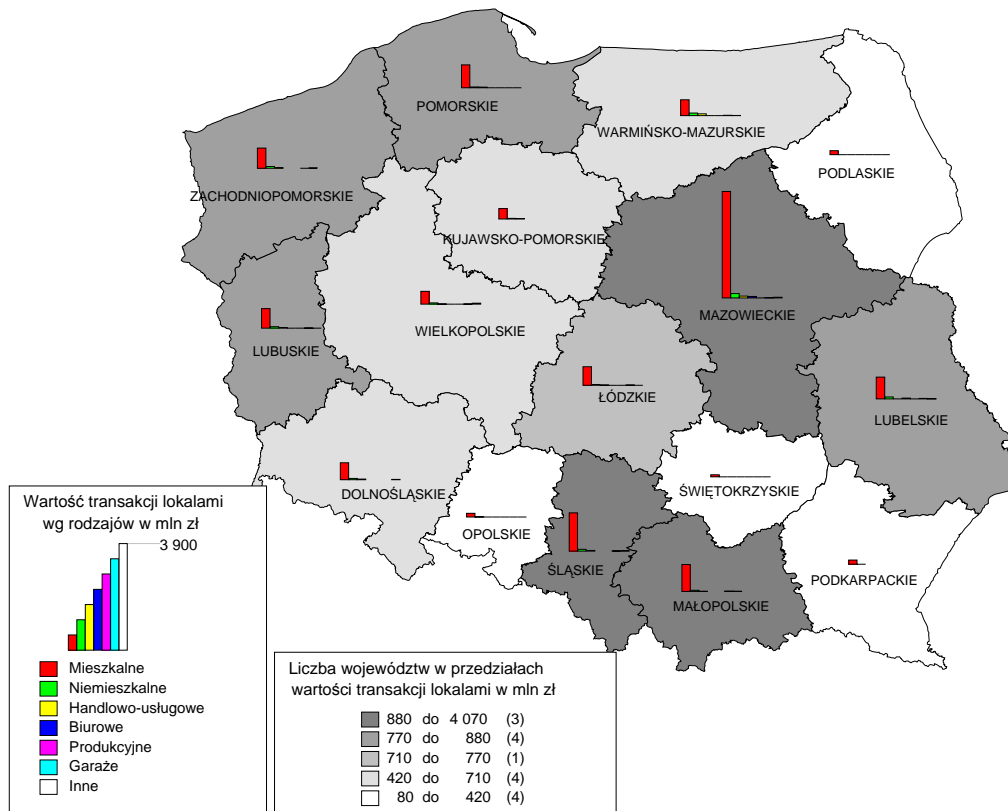 POMORSKIE
WARMIŃSKO-MAZURSKIE
PODLASKIE
ZACHODNIOPOMORSKIE
KUJAWSKO-POMORSKIE
MAZOWIECKIE
WIELKOPOLSKIE
LUBUSKIE
ŁÓDZKIE
LUBELSKIE
DOLNOŚLĄSKIE
ŚWIĘTOKRZYSKIE
OPOLSKIE
ŚLĄSKIE
MAŁOPOLSKIE
PODKARPACKIE
Wartość transakcji lokalami
wg rodzajów w mln zł
3 900
Mieszkalne
Niemieszkalne
Handlowo-usługowe
Biurowe
Produkcyjne
Garaże
Inne
Liczba województw w przedziałach
wartości transakcji lokalami w mln zł
880 do 4 070 (3)
770 do 880 (4)
710 do 770 (1)
420 do 710 (4)
80 do 420 (4)